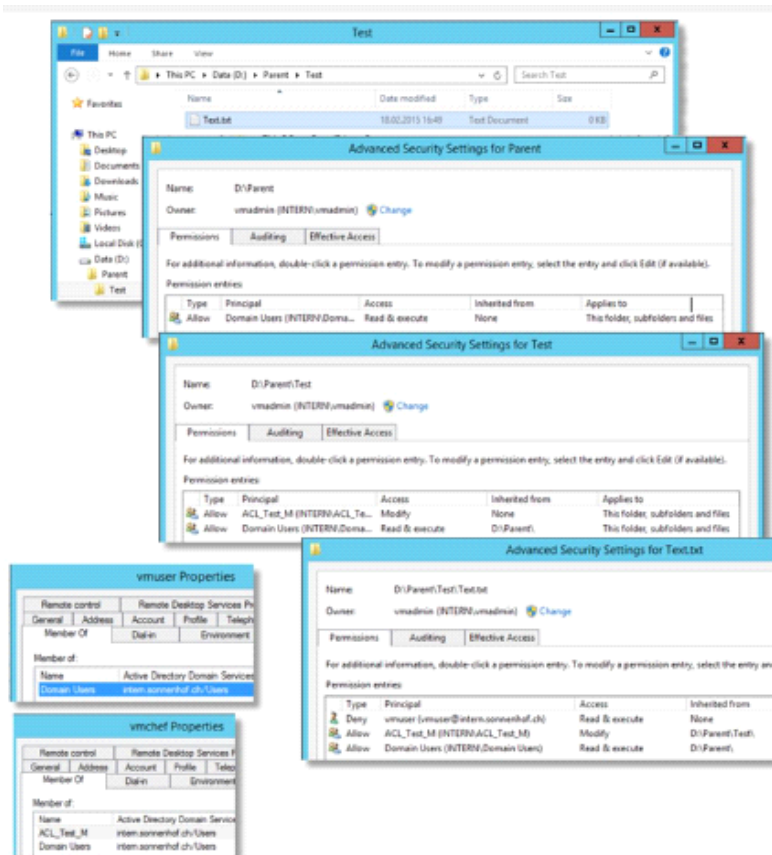 Test
File Home Share View
This PC Data (D:) Parent Test
Search Test
Favorites
Name Date modified Type Size
Text.txt 18.02.2015 16:49 Text Document 0 KB
This PC
Desktop
Documents
Downloads
Music
Pictures
Videos
Local Disk (C
Data (D:)
Parent
Test
Advanced Security Settings for Parent
Name: D:\Parent
Owner: vmadmin (INTERN\vmadmin) Change
Permissions Auditing Effective Access
For additional information, double-click a permission entry. To modify a permission entry, select the entry and click Edit (if available).
Permission entries:
Type Principal Access Inherited from Applies to
Allow Domain Users (INTERN\Doma... Read & execute None This folder, subfolders and files
Advanced Security Settings for Test
Name: D:\Parent\Test
Owner: vmadmin (INTERN\vmadmin) Change
Permissions Auditing Effective Access
For additional information, double-click a permission entry. To modify a permission entry, select the entry and click Edit (if available).
Permission entries:
Type Principal Access Inherited from Applies to
Allow ACL_Test_M (INTERN\ACL_Te... Modify None This folder, subfolders and files
Allow Domain Users (INTERN\Doma... Read & execute D:\Parent\ This folder, subfolders and files
Advanced Security Settings for Text.txt
Name: D:\Parent\Test\Text.txt
Owner: vmadmin (INTERN\vmadmin) Change
Permissions Auditing Effective Access
For additional information, double-click a permission entry. To modify a permission entry, select the entry an
Permission entries:
Type Principal Access Inherited from
Deny vmuser (vmuser@intern.sonnenhof.ch) Read & execute None
Allow ACL_Test_M (INTERN\ACL_Test_M) Modify D:\Parent\Test\
Allow Domain Users (INTERN\Domain Users) Read & execute D:\Parent\
vmuser Properties
Remote control Remote Desktop Services Pr
General Address Account Profile Teleph
Member Of Dial-in Environment
Member of:
Name Active Directory Domain Services
Domain Users intern.sonnenhof.ch/Users
vmchef Properties
Remote control Remote Desktop Services P
General Address Account Profile Telep
Member Of Dial-in Environment
Member of:
Name Active Directory Domain Service
ACL_Test_M intern.sonnenhof.ch/Users
Domain Users intern.sonnenhof.ch/Users